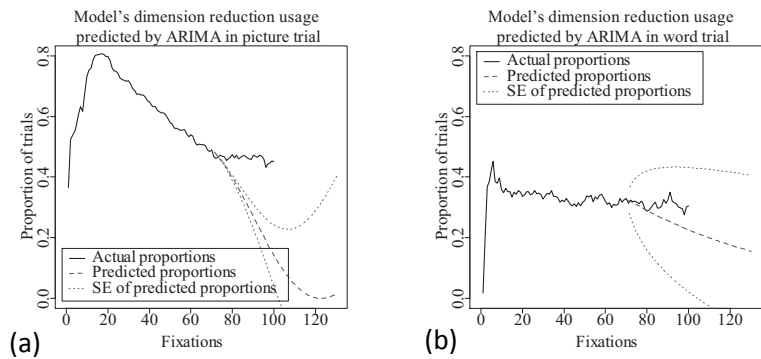 Model's dimension reduction usage
predicted by ARIMA in picture trial
Proportion of trials
0.8
0.6
0.4
0.2
0.0
Actual proportions
Predicted proportions
SE of predicted proportions
0 20 40 60 80 100 120
Fixations
(a)
Model's dimension reduction usage
predicted by ARIMA in word trial
Proportion of trials
0.8
0.6
0.4
0.2
0.0
Actual proportions
Predicted proportions
SE of predicted proportions
0 20 40 60 80 100 120
Fixations
(b)